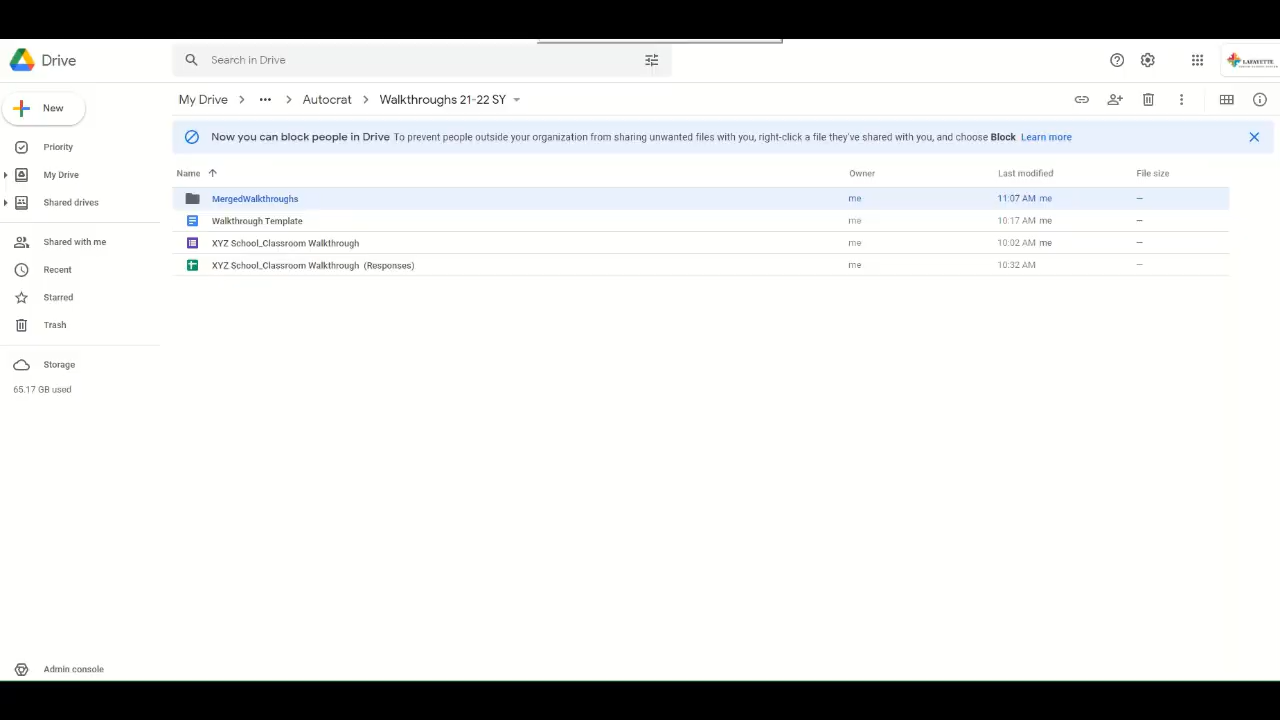 Drive
Search in Drive
LAFAYETTE
New
My Drive > ••• > Autocrat > Walkthroughs 21-22 SY
Now you can block people in Drive To prevent people outside your organization from sharing unwanted files with you, right-click a file they've shared with you, and choose Block. Learn more
Priority
My Drive
Shared drives
Shared with me
Recent
Starred
Trash
Storage
65.17 GB used
Admin console
Name Owner Last modified File size
MergedWalkthroughs me 11:07 AM me –
Walkthrough Template me 10:17 AM me –
XYZ School_Classroom Walkthrough me 10:02 AM me –
XYZ School_Classroom Walkthrough (Responses) me 10:32 AM –